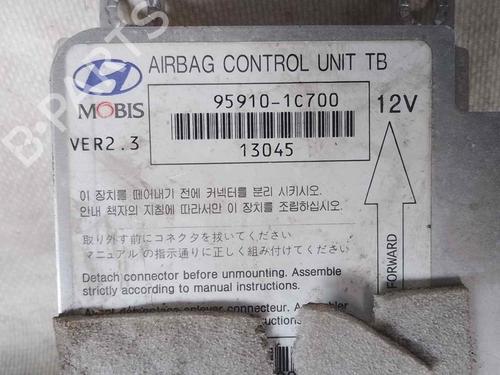 B-PARTS
AIRBAG CONTROL UNIT TB
MOBIS
VER2.3
95910-1C700
13045
12V
이 장치를 떼어내기 전에 커넥터를 분리 시키시오.
안내 책자의 지침에 따라서만 이 장치를 조립하십시오.
取り外す前にコネクタを抜いてください
マニュアルの指示通りに正しく組み付けてください
FORWARD
Detach connector before unmounting. Assemble
strictly according to manual instructions.
enlever connecteur.